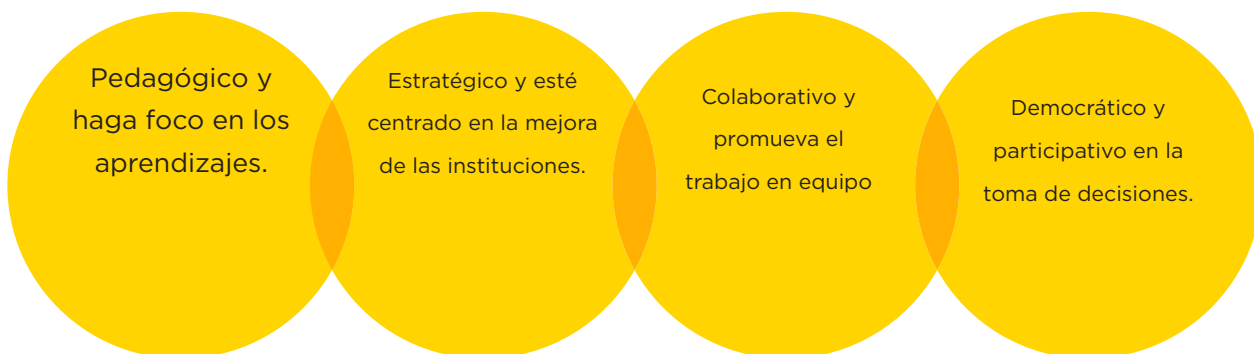 Pedagógico y
haga foco en los
aprendizajes.
Estratégico y esté
centrado en la mejora
de las instituciones.
Colaborativo y
promueva el
trabajo en equipo
Democrático y
participativo en la
toma de decisiones.